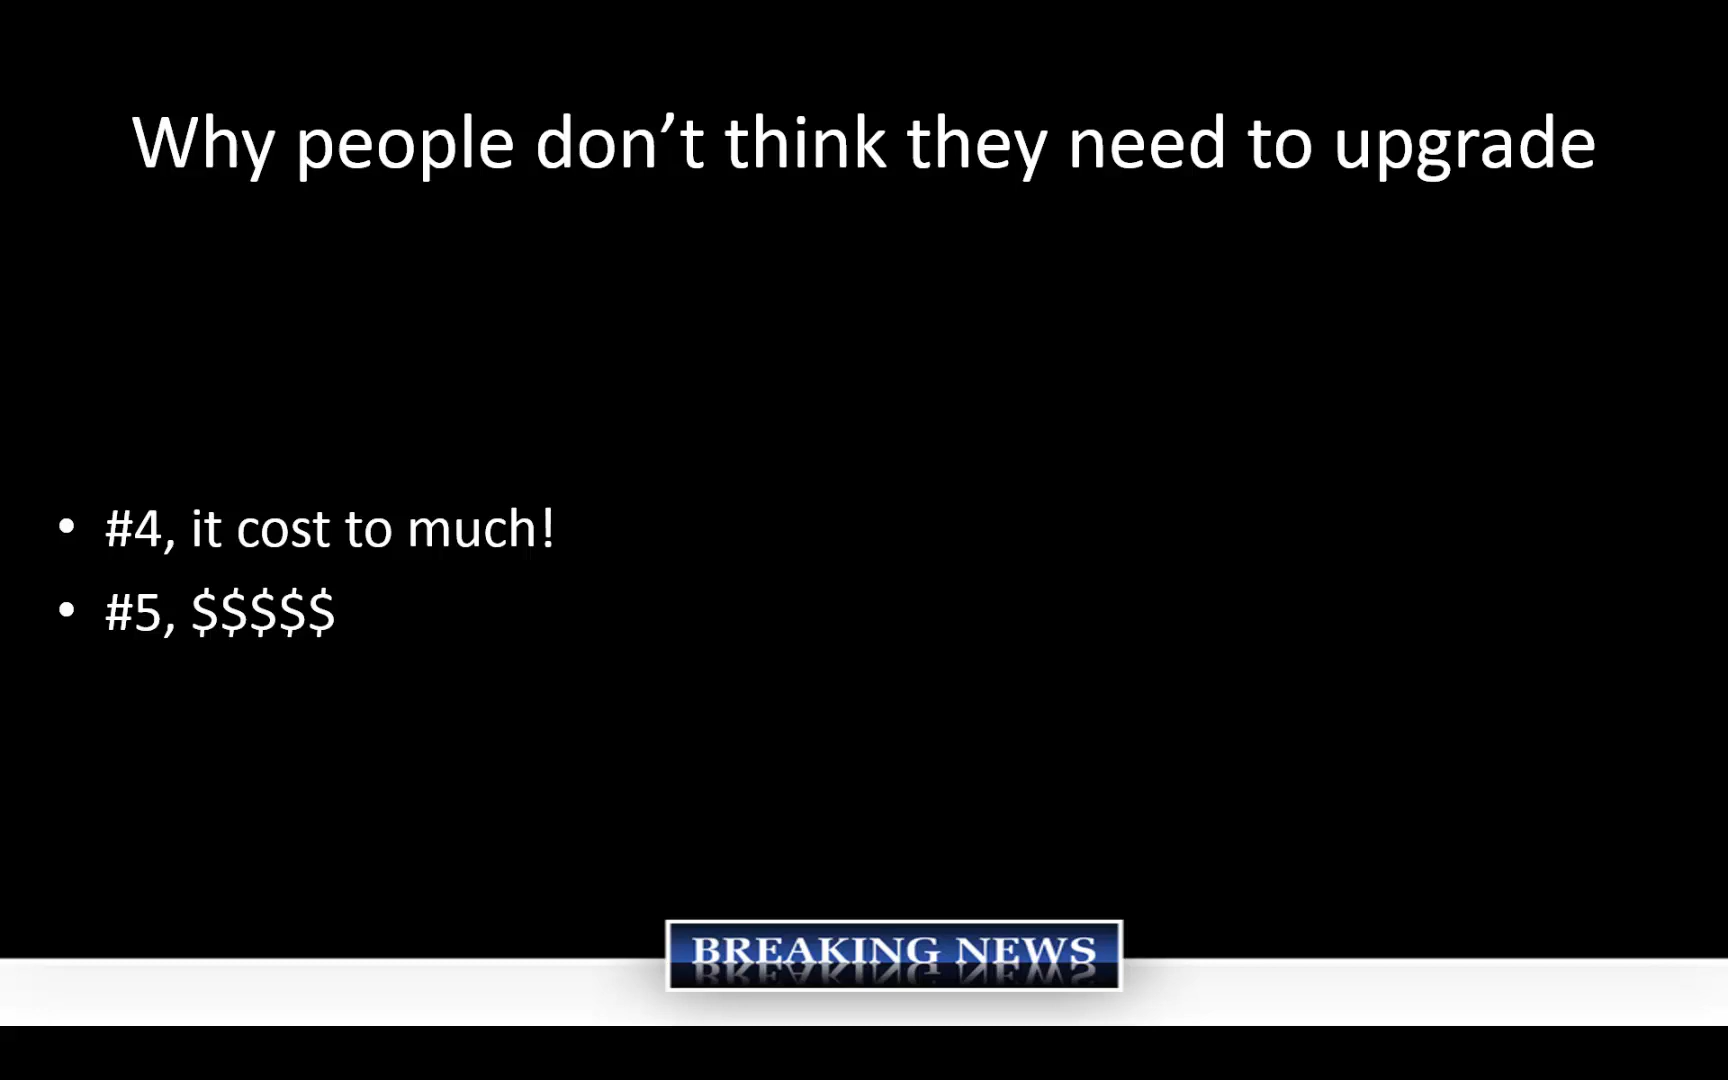 Why people don’t think they need to upgrade
• #4, it cost to much!
• #5, $$$$$
BREAKING NEWS